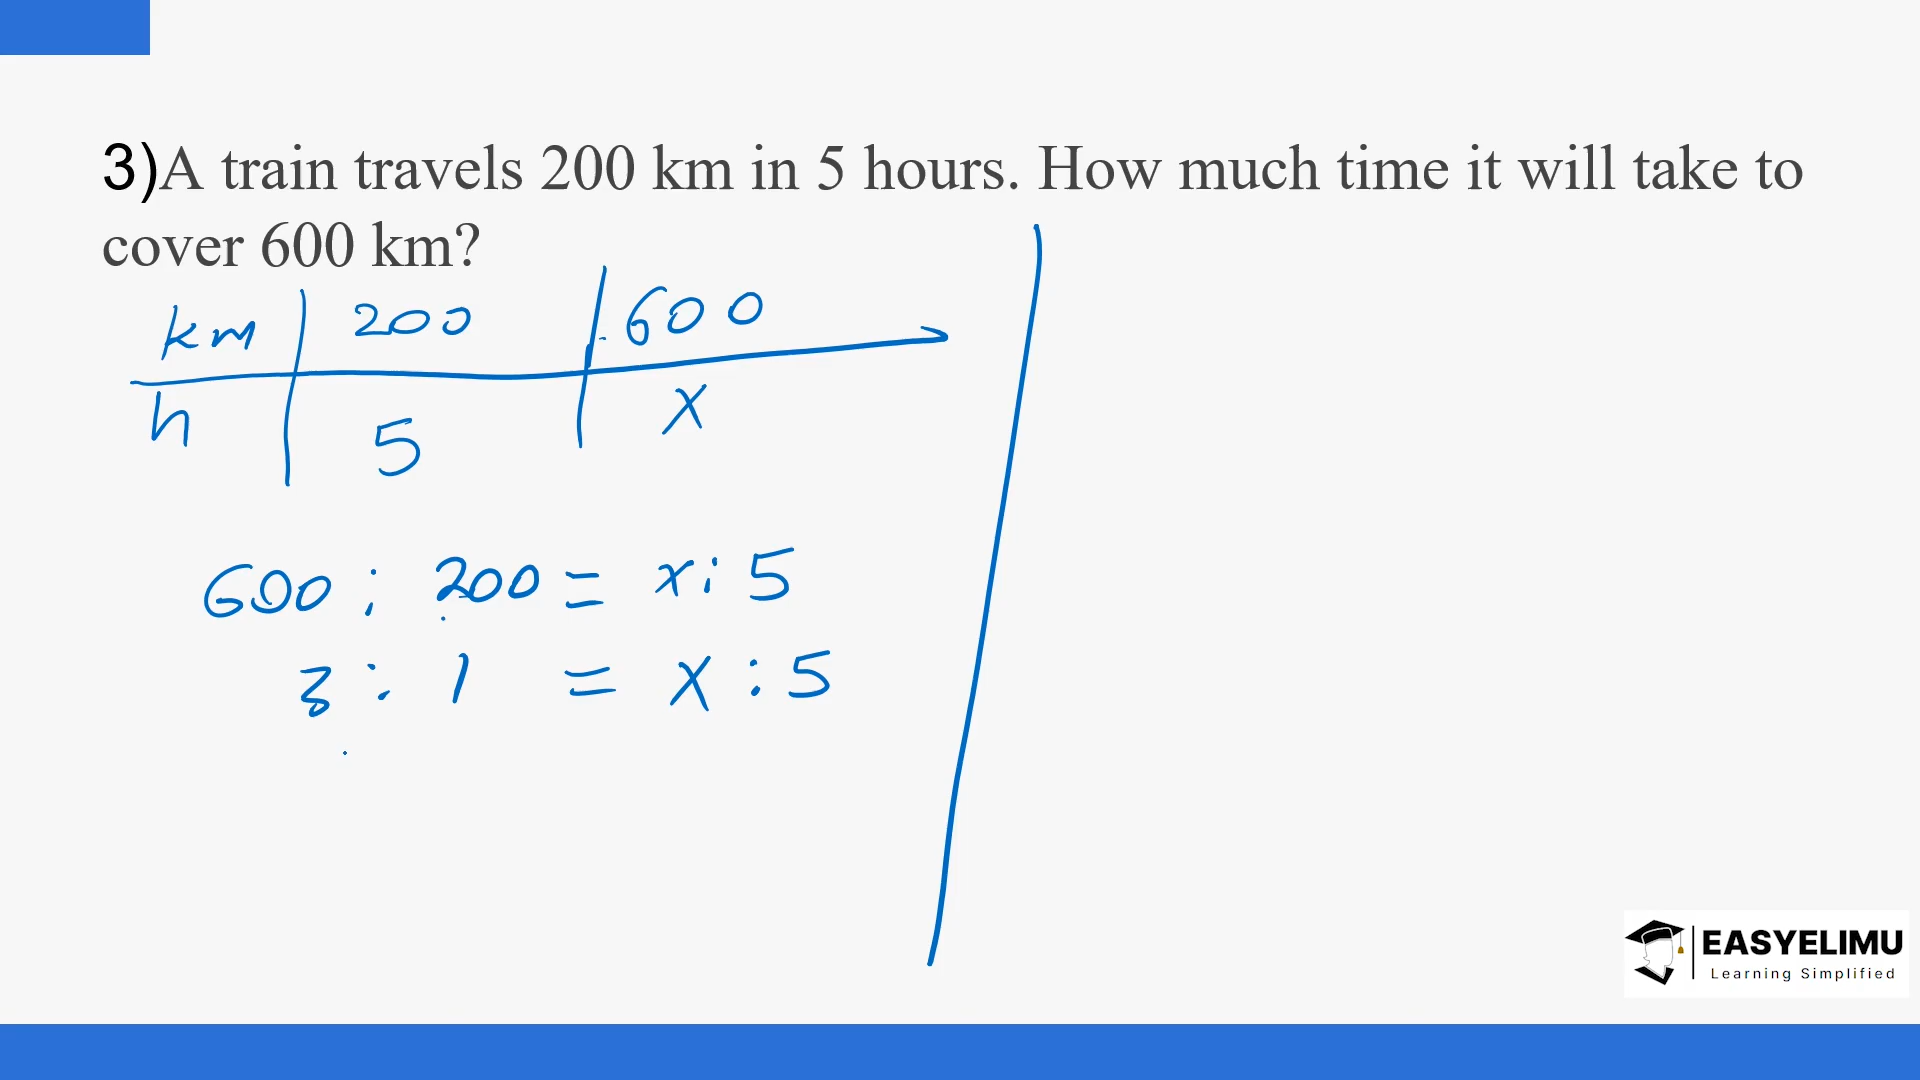 3)A train travels 200 km in 5 hours. How much time it will take to
cover 600 km?
km 200 600
h 5 x
600 : 200 = x : 5
3 : 1 = x : 5
EASYELIMU
Learning Simplified